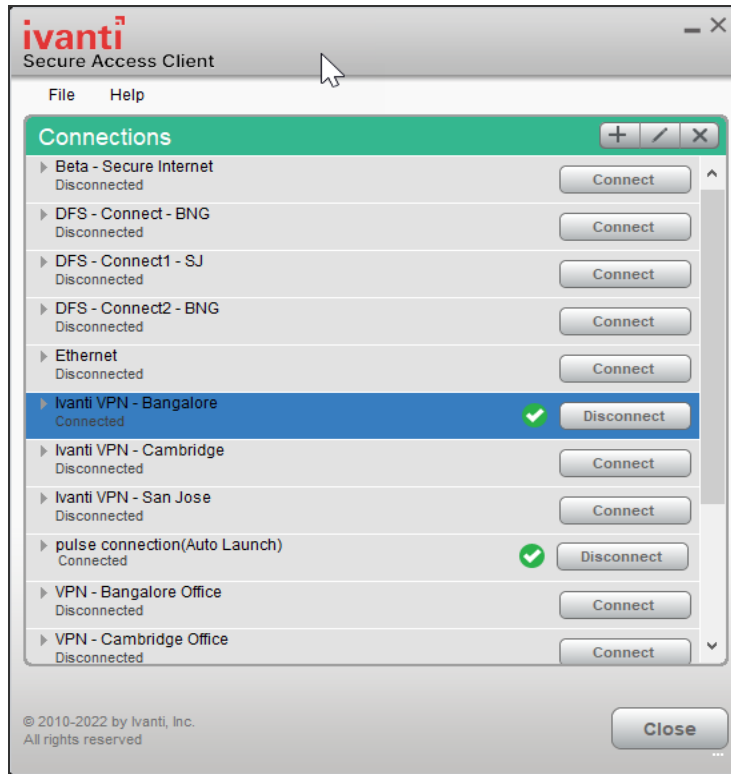 ivanti
Secure Access Client
File Help
Connections
Beta - Secure Internet
Disconnected
Connect
DFS - Connect - BNG
Disconnected
Connect
DFS - Connect1 - SJ
Disconnected
Connect
DFS - Connect2 - BNG
Disconnected
Connect
Ethernet
Disconnected
Connect
Ivanti VPN - Bangalore
Connected
Disconnect
Ivanti VPN - Cambridge
Disconnected
Connect
Ivanti VPN - San Jose
Disconnected
Connect
pulse connection(Auto Launch)
Connected
Disconnect
VPN - Bangalore Office
Disconnected
Connect
VPN - Cambridge Office
Disconnected
Connect
© 2010-2022 by Ivanti, Inc.
All rights reserved
Close